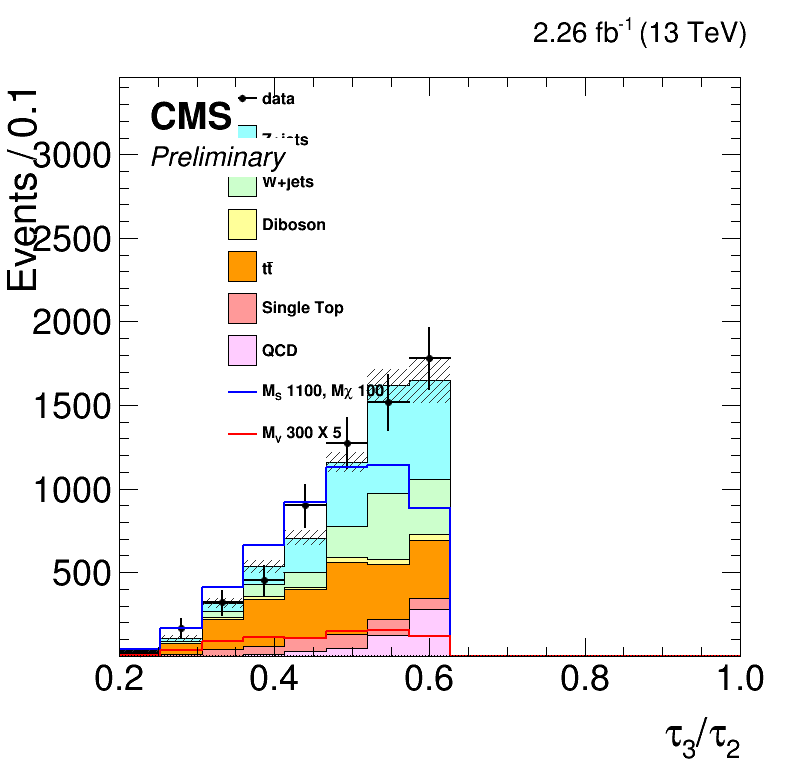 2.26 fb-1 (13 TeV)
Events / 0.1
CMS
Preliminary
data
Z+jets
W+jets
Diboson
tt̄
Single Top
QCD
MS 1100, Mχ 100
MV 300 X 5
3000
2500
2000
1500
1000
500
0.2 0.4 0.6 0.8 1.0
τ3/τ2